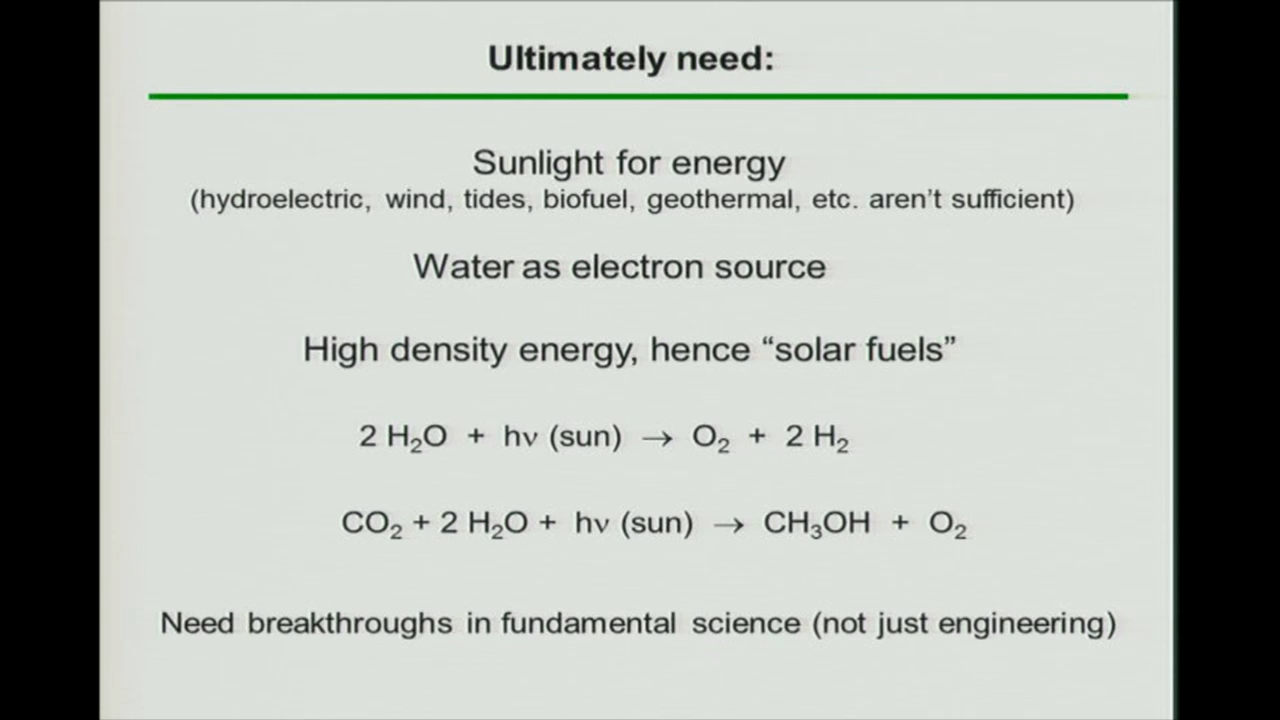 Ultimately need:
Sunlight for energy
(hydroelectric, wind, tides, biofuel, geothermal, etc. aren't sufficient)
Water as electron source
High density energy, hence “solar fuels”
2 H₂O + hν (sun) → O₂ + 2 H₂
CO₂ + 2 H₂O + hν (sun) → CH₃OH + O₂
Need breakthroughs in fundamental science (not just engineering)